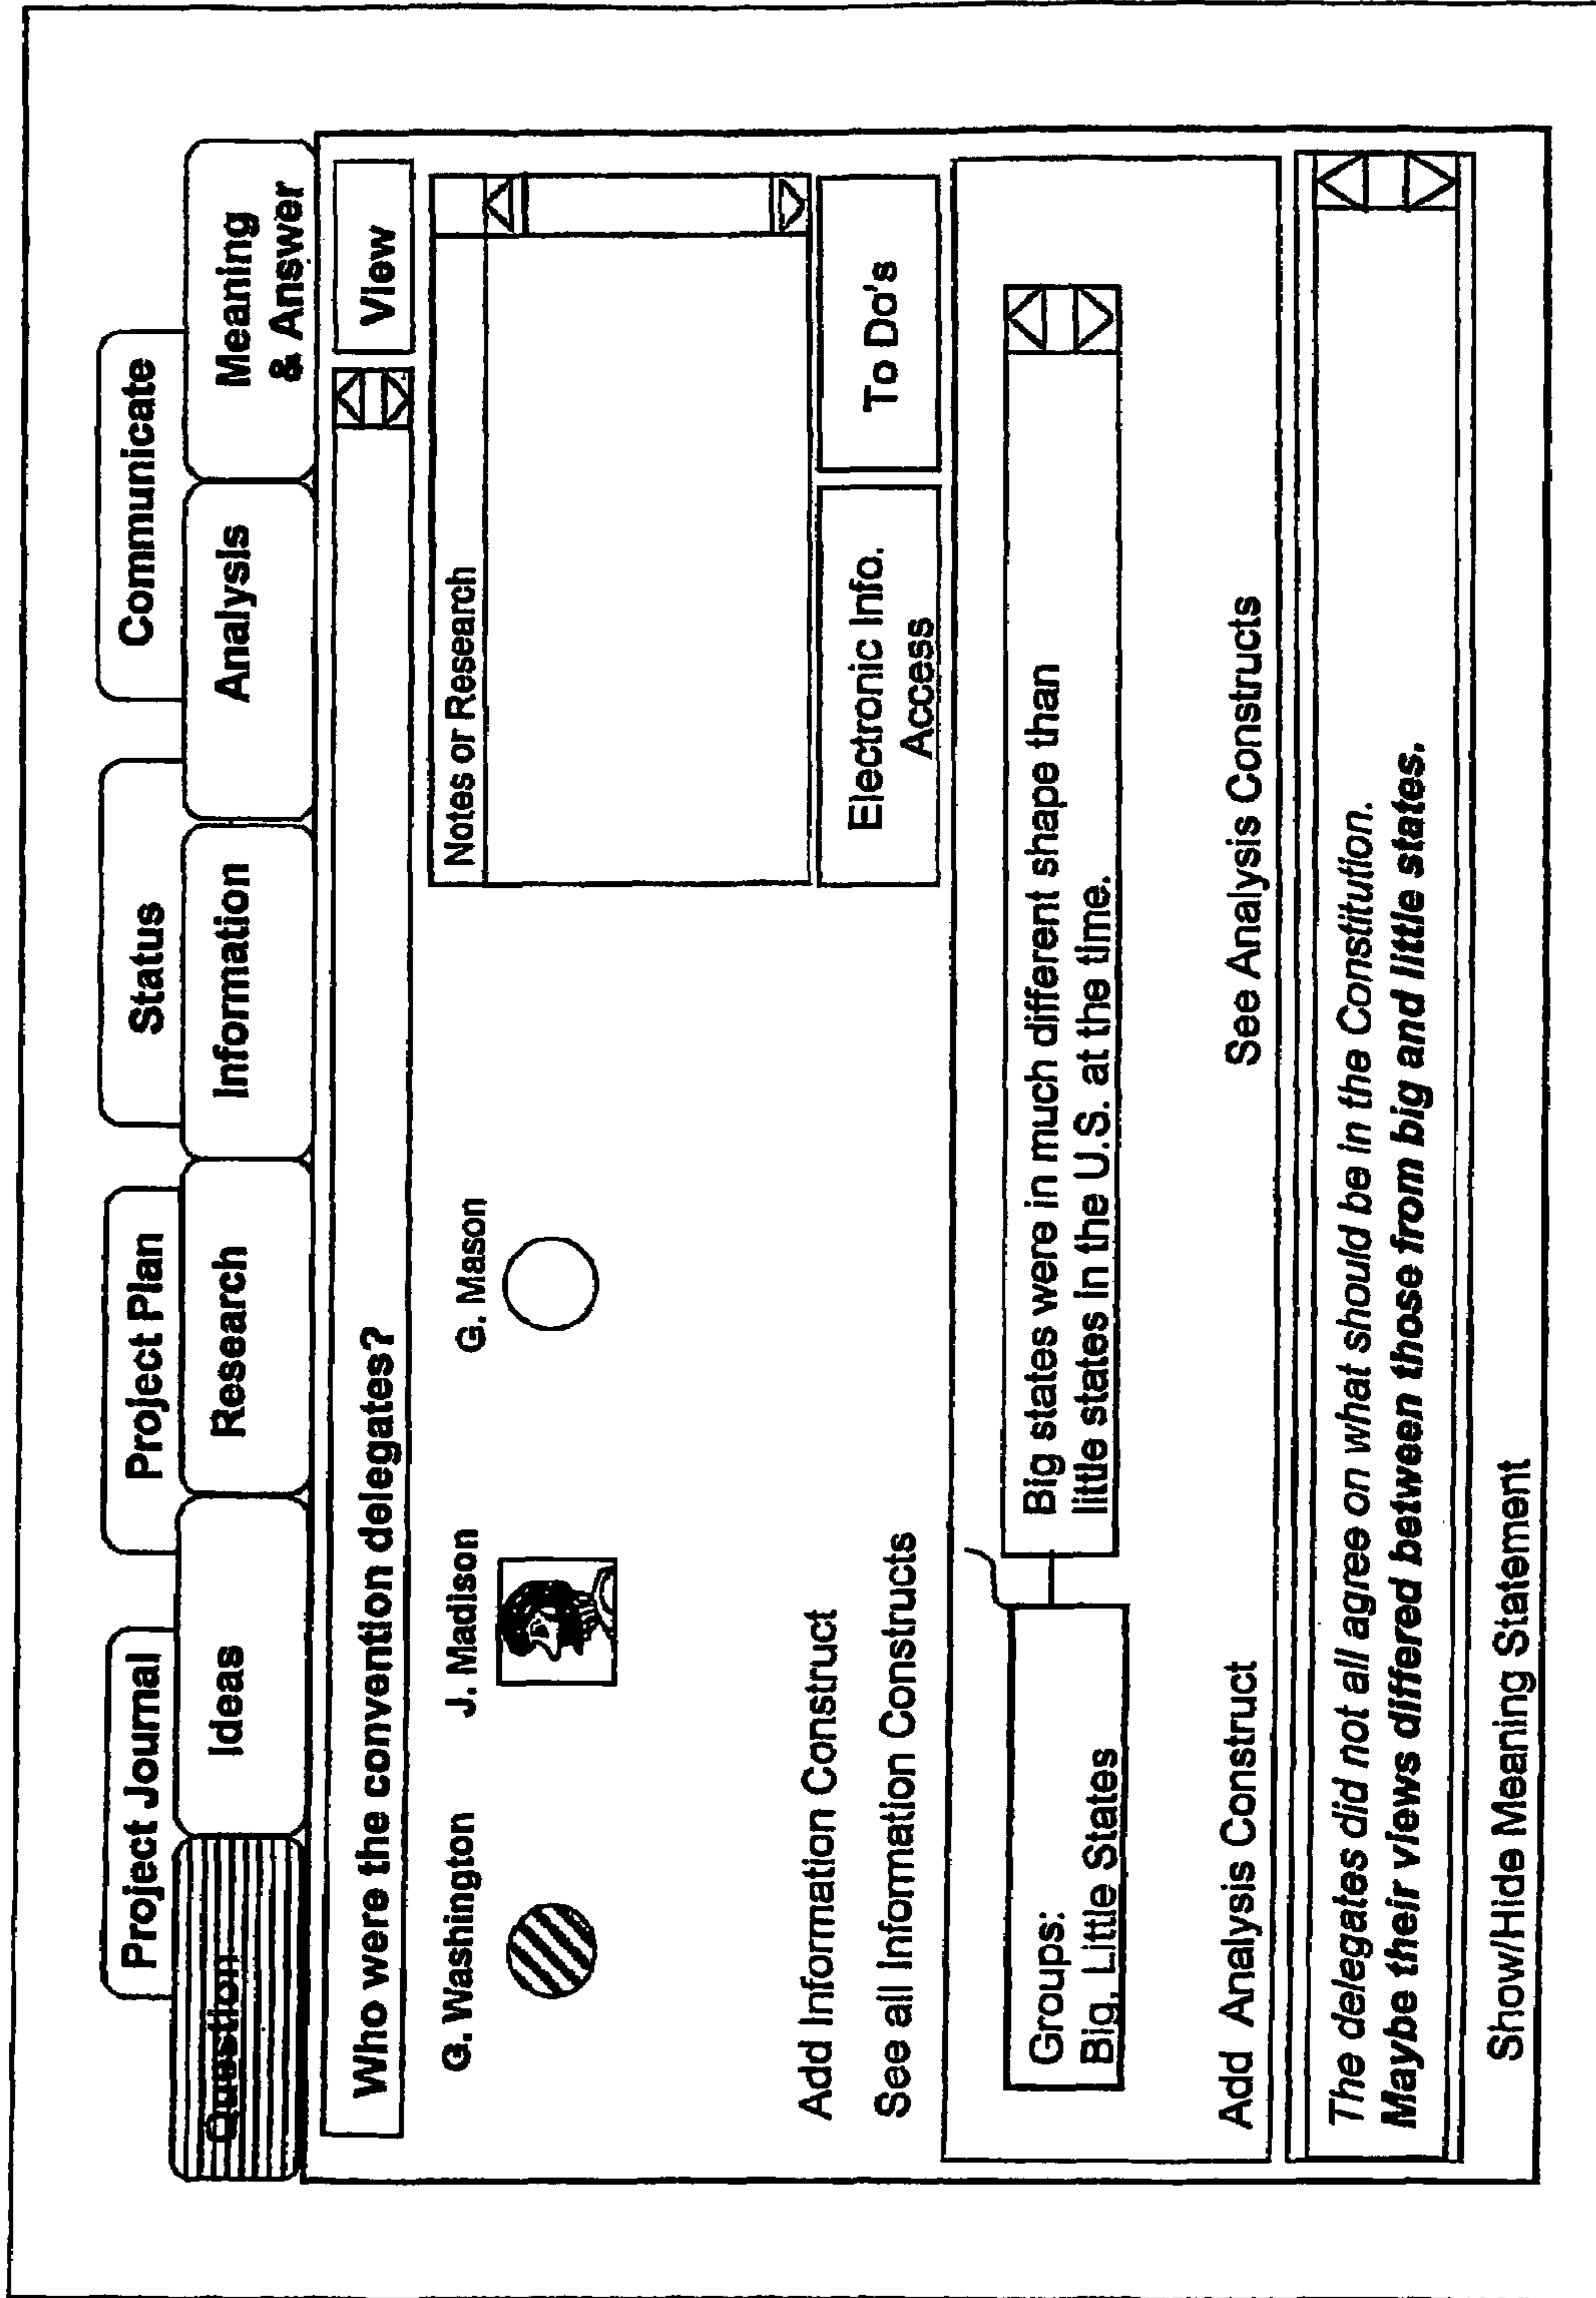 Project Journal
Project Plan
Status
Communicate
Question
Ideas
Research
Information
Analysis
Meaning
& Answer
Who were the convention delegates?
View
G. Washington
J. Madison
G. Mason
Notes or Research
Add Information Construct
See all Information Constructs
Electronic Info.
Access
To Do's
Groups:
Big, Little States
Big states were in much different shape than
little states in the U.S. at the time.
Add Analysis Construct
See Analysis Constructs
The delegates did not all agree on what should be in the Constitution.
Maybe their views differed between those from big and little states.
Show/Hide Meaning Statement